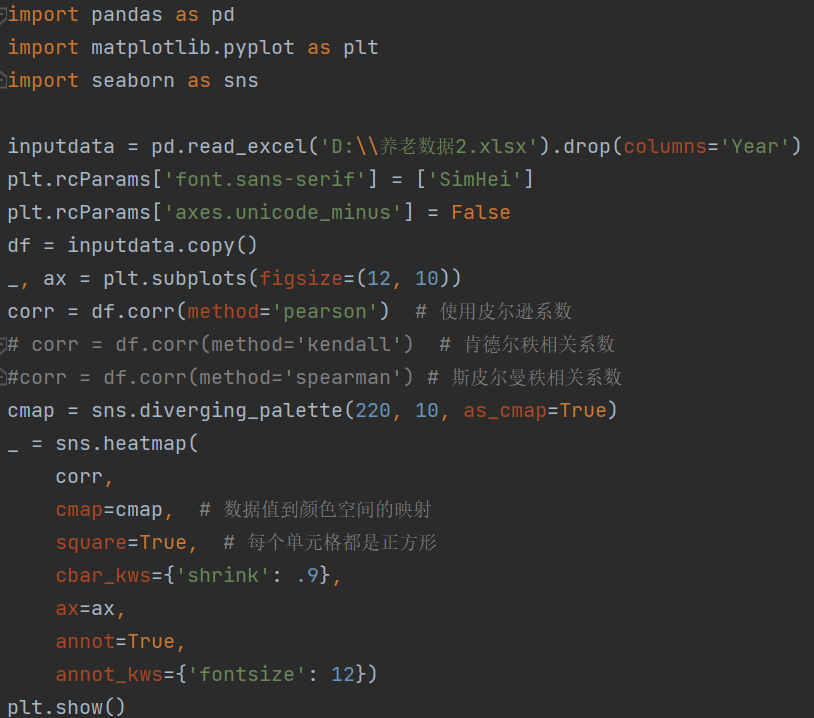 import pandas as pd
import matplotlib.pyplot as plt
import seaborn as sns

inputdata = pd.read_excel('D:\\养老数据2.xlsx').drop(columns='Year')
plt.rcParams['font.sans-serif'] = ['SimHei']
plt.rcParams['axes.unicode_minus'] = False
df = inputdata.copy()
_, ax = plt.subplots(figsize=(12, 10))
corr = df.corr(method='pearson')  # 使用皮尔逊系数
# corr = df.corr(method='kendall')  # 肯德尔秩相关系数
#corr = df.corr(method='spearman') # 斯皮尔曼秩相关系数
cmap = sns.diverging_palette(220, 10, as_cmap=True)
_ = sns.heatmap(
    corr,
    cmap=cmap,  # 数据值到颜色空间的映射
    square=True,  # 每个单元格都是正方形
    cbar_kws={'shrink': .9},
    ax=ax,
    annot=True,
    annot_kws={'fontsize': 12})
plt.show()